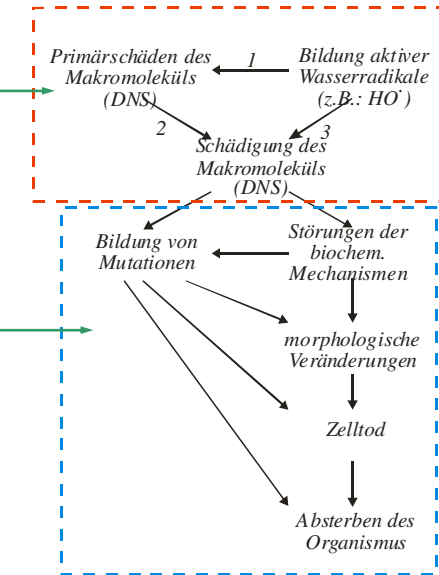 Primärschäden des
Makromoleküls
(DNS)
1
Bildung aktiver
Wasserradikale
(z.B.: HO˙)
2
3
Schädigung des
Makromoleküls
(DNS)
Bildung von
Mutationen
Störungen der
biochem.
Mechanismen
morphologische
Veränderungen
Zelltod
Absterben des
Organismus